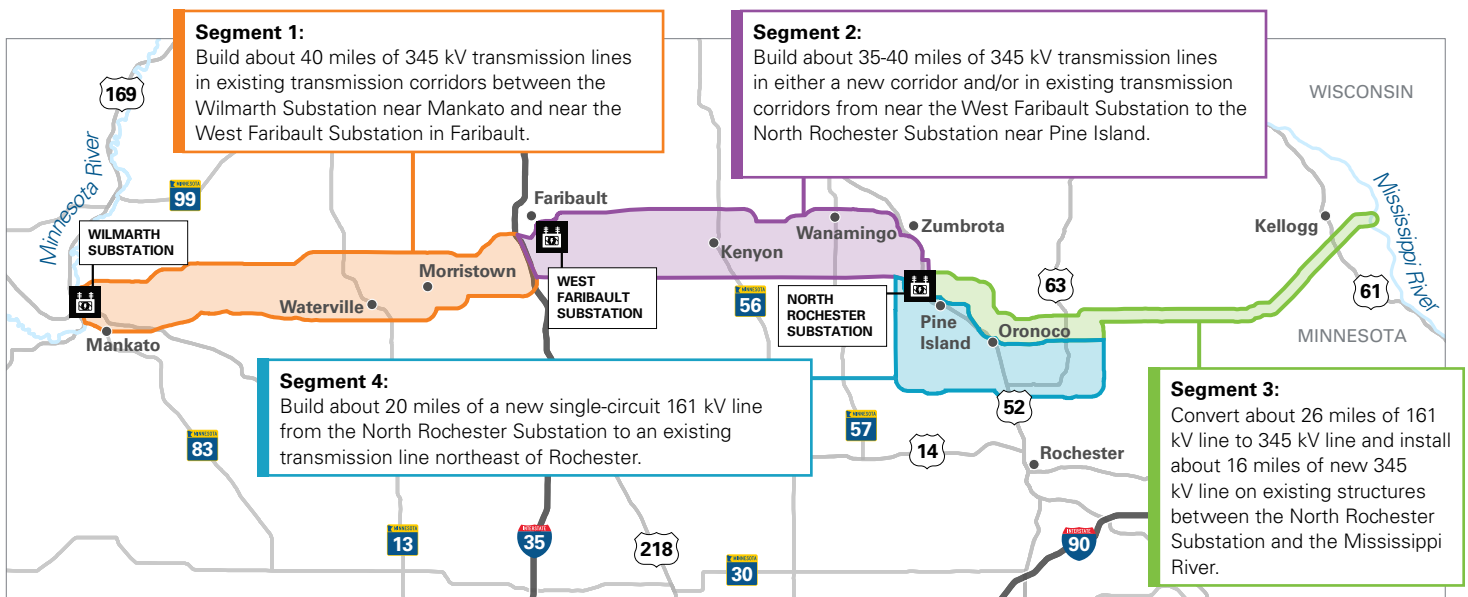 Segment 1:
Build about 40 miles of 345 kV transmission lines
in existing transmission corridors between the
Wilmarth Substation near Mankato and near the
West Faribault Substation in Faribault.
Segment 2:
Build about 35-40 miles of 345 kV transmission lines
in either a new corridor and/or in existing transmission
corridors from near the West Faribault Substation to the
North Rochester Substation near Pine Island.
WISCONSIN
169
Minnesota River
MINNESOTA
99
WILMARTH
SUBSTATION
Faribault
Kenyon
Wanamingo
Zumbrota
Kellogg
Mississippi River
Morristown
Waterville
Mankato
WEST
FARIBAULT
SUBSTATION
MINNESOTA
56
NORTH
ROCHESTER
SUBSTATION
Pine
Island
Oronoco
63
61
MINNESOTA
Segment 4:
Build about 20 miles of a new single-circuit 161 kV line
from the North Rochester Substation to an existing
transmission line northeast of Rochester.
Segment 3:
Convert about 26 miles of 161
kV line to 345 kV line and install
about 16 miles of new 345
kV line on existing structures
between the North Rochester
Substation and the Mississippi
River.
MINNESOTA
83
MINNESOTA
57
14
52
Rochester
MINNESOTA
13
INTERSTATE
35
218
MINNESOTA
30
INTERSTATE
90